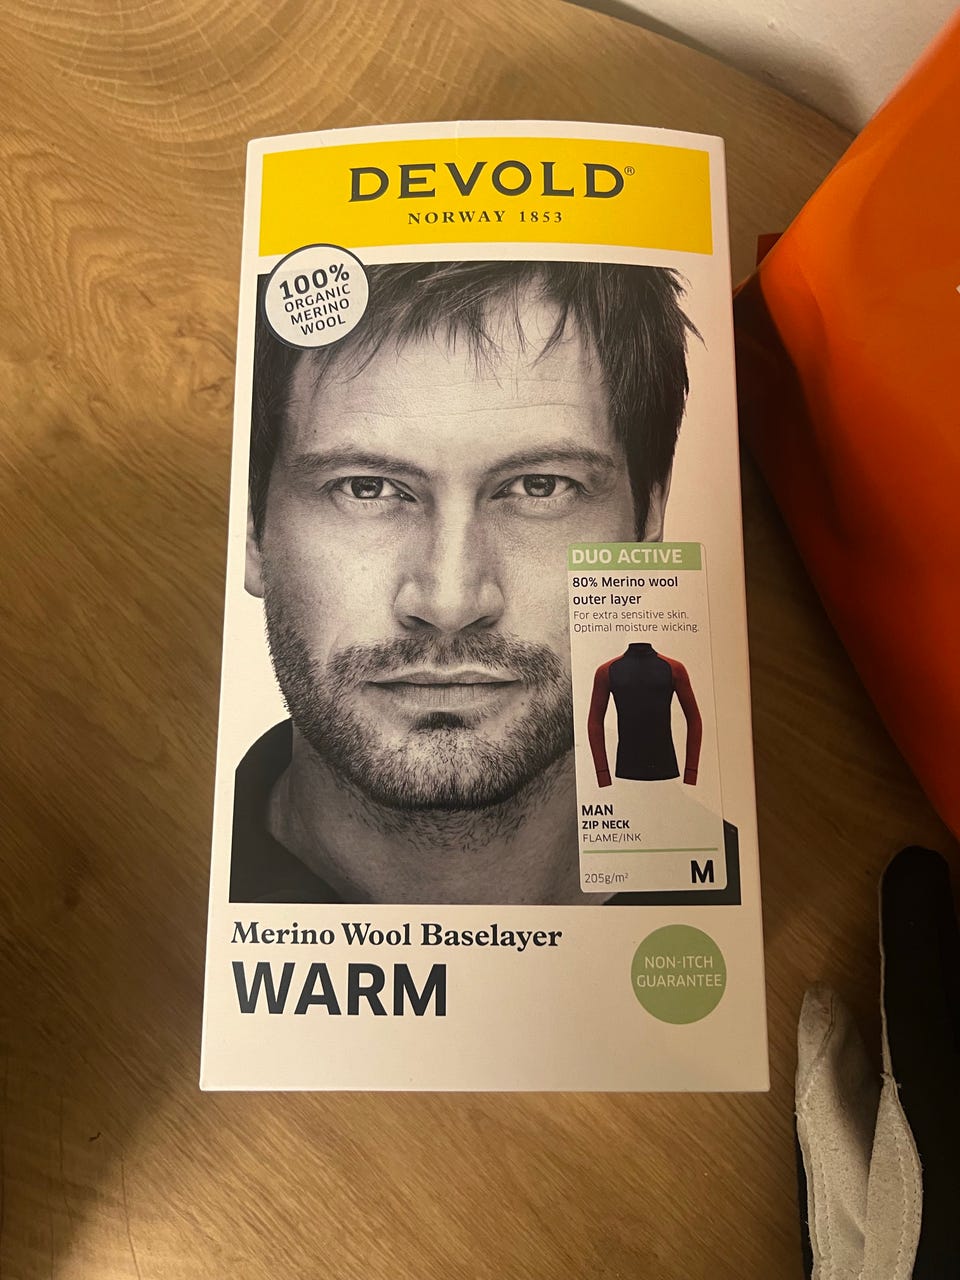 DEVOLD®
NORWAY 1853
100%
ORGANIC
MERINO
WOOL
DUO ACTIVE
80% Merino wool
outer layer
For extra sensitive skin.
Optimal moisture wicking.
MAN
ZIP NECK
FLAME/INK
205g/m²
M
Merino Wool Baselayer
WARM
NON-ITCH
GUARANTEE